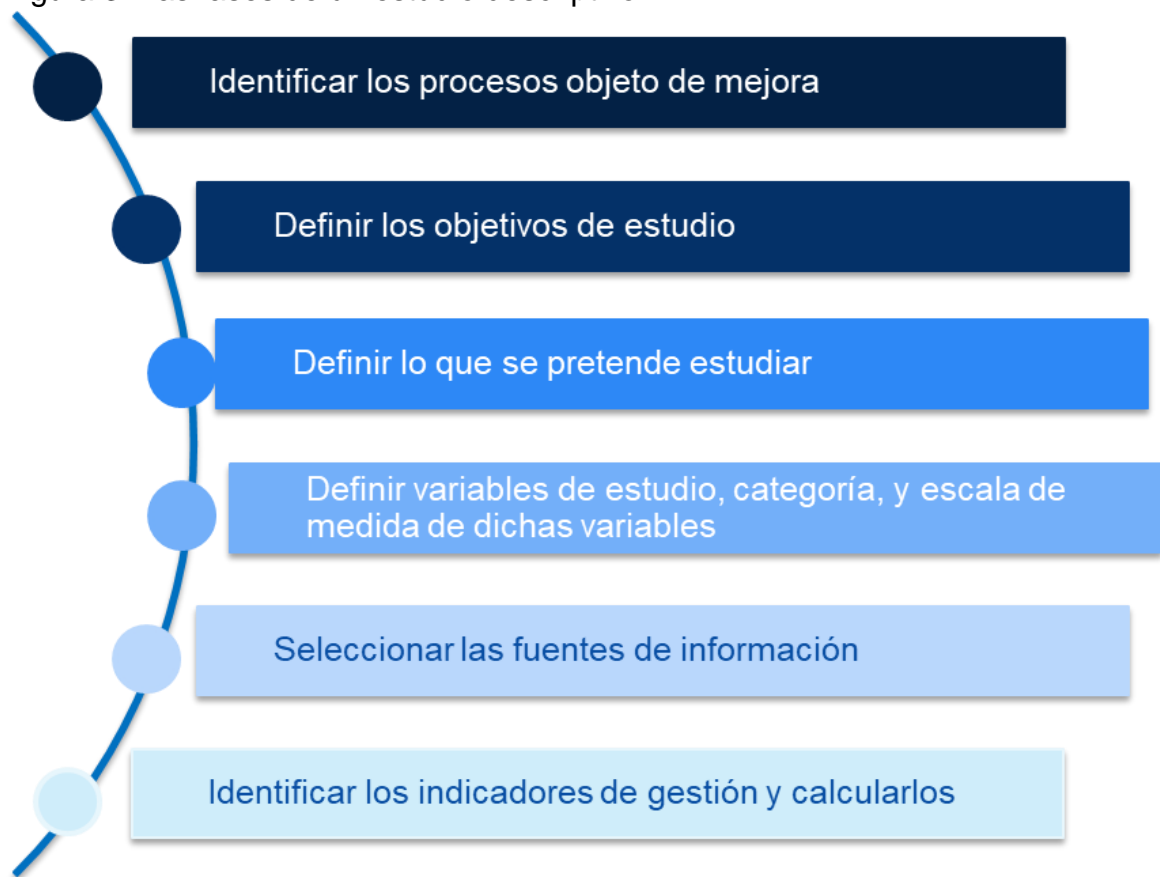 Identificar los procesos objeto de mejora
Definir los objetivos de estudio
Definir lo que se pretende estudiar
Definir variables de estudio, categoría, y escala de
medida de dichas variables
Seleccionar las fuentes de información
Identificar los indicadores de gestión y calcularlos